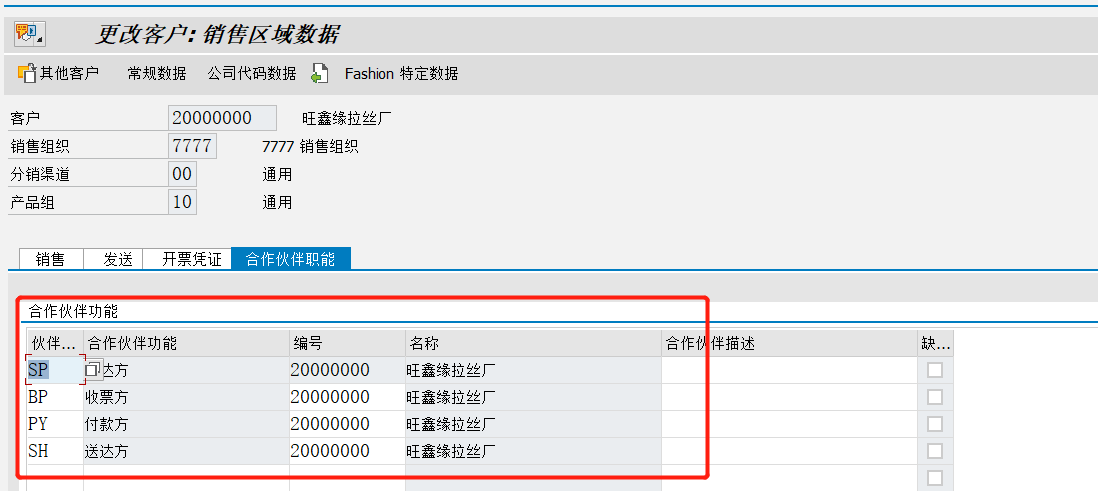 更改客户: 销售区域数据
其他客户 常规数据 公司代码数据 Fashion 特定数据
客户 20000000 旺鑫缘拉丝厂
销售组织 7777 7777 销售组织
分销渠道 00 通用
产品组 10 通用
销售 发送 开票凭证 合作伙伴职能
合作伙伴功能
伙伴... 合作伙伴功能 编号 名称 合作伙伴描述 缺...
SP 达方 20000000 旺鑫缘拉丝厂
BP 收票方 20000000 旺鑫缘拉丝厂
PY 付款方 20000000 旺鑫缘拉丝厂
SH 送达方 20000000 旺鑫缘拉丝厂